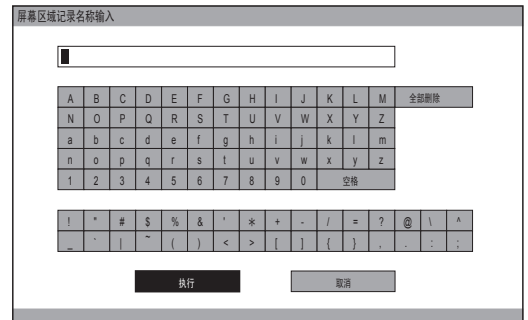 屏幕区域记录名称输入
A B C D E F G H I J K L M 全部删除
N O P Q R S T U V W X Y Z
a b c d e f g h i j k l m
n o p q r s t u v w x y z
1 2 3 4 5 6 7 8 9 0 空格
! " # $ % & ' * + - / = ? @ \ ^
_ ` | ~ ( ) < > [ ] { } , . : ;
执行 取消